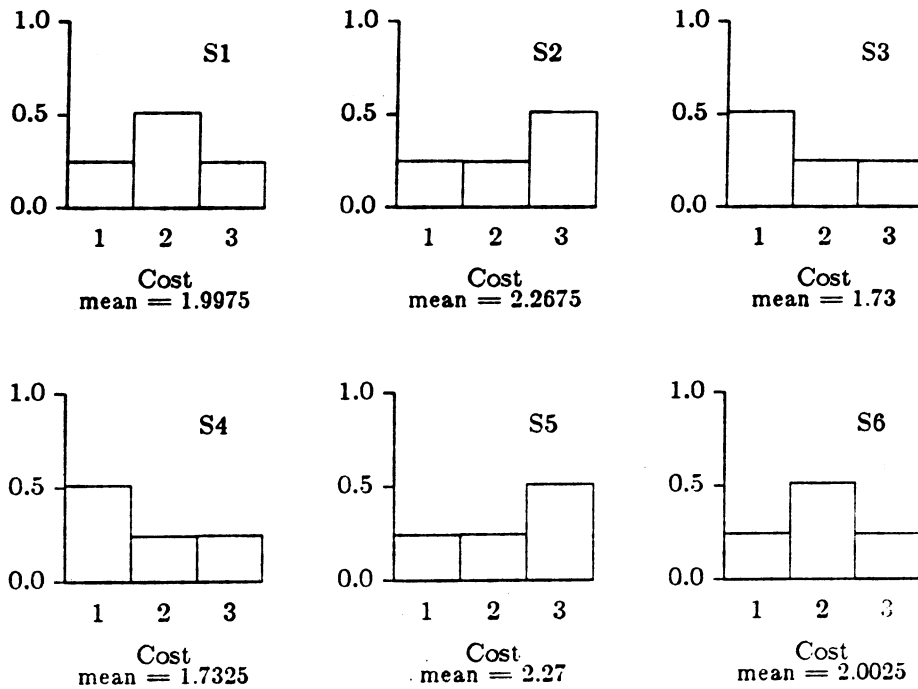 1.0
S1
0.5
0.0
1 2 3
Cost
mean = 1.9975
1.0
S2
0.5
0.0
1 2 3
Cost
mean = 2.2675
1.0
S3
0.5
0.0
1 2 3
Cost
mean = 1.73
1.0
S4
0.5
0.0
1 2 3
Cost
mean = 1.7325
1.0
S5
0.5
0.0
1 2 3
Cost
mean = 2.27
1.0
S6
0.5
0.0
1 2 3
Cost
mean = 2.0025